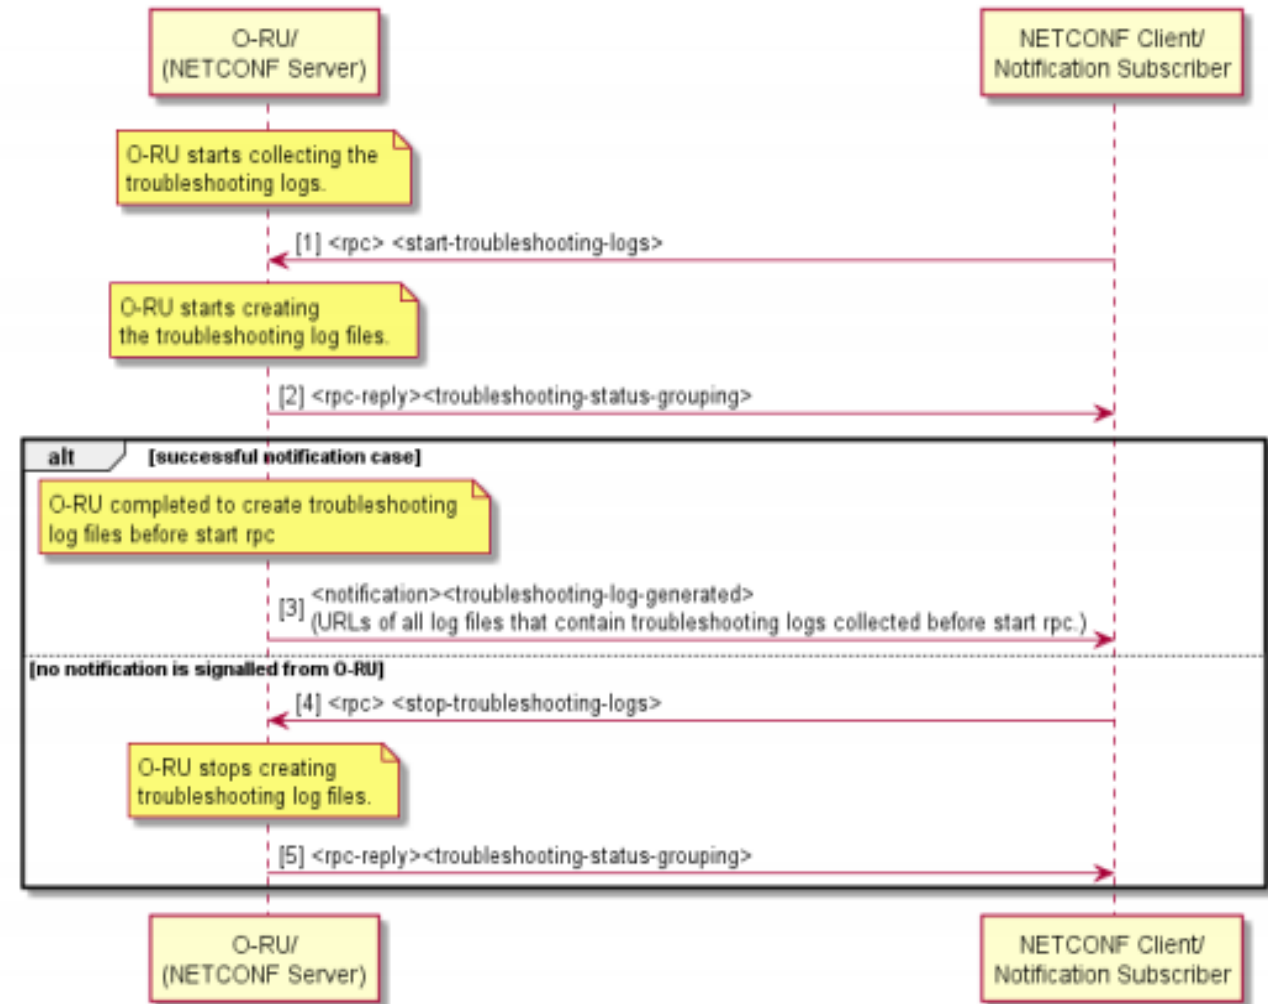 O-RU/
(NETCONF Server)
NETCONF Client/
Notification Subscriber
O-RU starts collecting the
troubleshooting logs.
[1] <rpc> <start-troubleshooting-logs>
O-RU starts creating
the troubleshooting log files.
[2] <rpc-reply><troubleshooting-status-grouping>
alt [successful notification case]
O-RU completed to create troubleshooting
log files before start rpc
[3] <notification><troubleshooting-log-generated>
(URLs of all log files that contain troubleshooting logs collected before start rpc.)
[no notification is signalled from O-RU]
[4] <rpc> <stop-troubleshooting-logs>
O-RU stops creating
troubleshooting log files.
[5] <rpc-reply><troubleshooting-status-grouping>
O-RU/
(NETCONF Server)
NETCONF Client/
Notification Subscriber